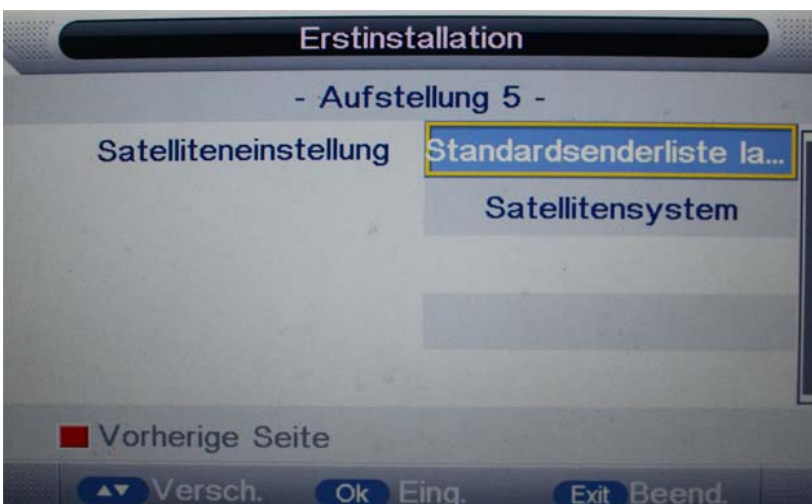 Erstinstallation
- Aufstellung 5 -
Satelliteneinstellung Standardsenderliste la...
Satellitensystem
Vorherige Seite
Versch. Ok Eing. Exit Beend.